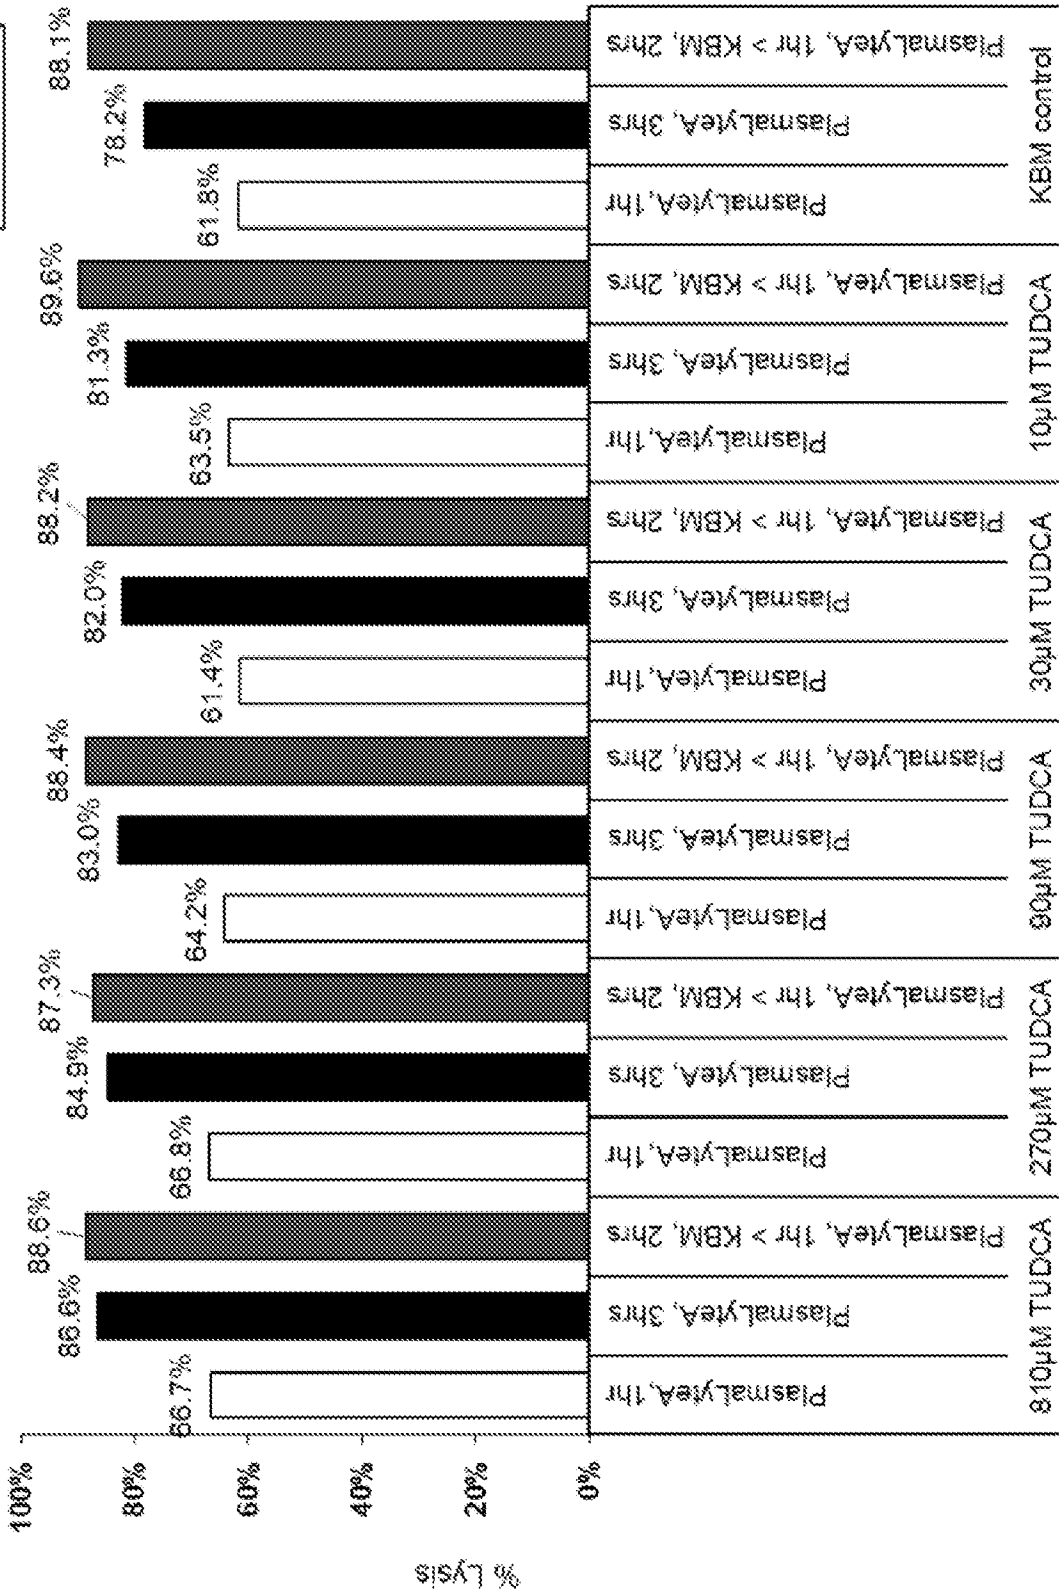 % Lysis
100%
80%
60%
40%
20%
0%
66.7%
86.6%
88.6%
66.8%
84.9%
87.3%
64.2%
83.0%
88.4%
61.4%
82.0%
88.2%
63.5%
81.3%
89.6%
61.8%
78.2%
88.1%
PlasmaLyteA,1hr
PlasmaLyteA, 3hrs
PlasmaLyteA, 1hr > KBM, 2hrs
PlasmaLyteA,1hr
PlasmaLyteA, 3hrs
PlasmaLyteA, 1hr > KBM, 2hrs
PlasmaLyteA,1hr
PlasmaLyteA, 3hrs
PlasmaLyteA, 1hr > KBM, 2hrs
PlasmaLyteA,1hr
PlasmaLyteA, 3hrs
PlasmaLyteA, 1hr > KBM, 2hrs
PlasmaLyteA,1hr
PlasmaLyteA, 3hrs
PlasmaLyteA, 1hr > KBM, 2hrs
PlasmaLyteA,1hr
PlasmaLyteA, 3hrs
PlasmaLyteA, 1hr > KBM, 2hrs
810µM TUDCA
270µM TUDCA
90µM TUDCA
30µM TUDCA
10µM TUDCA
KBM control